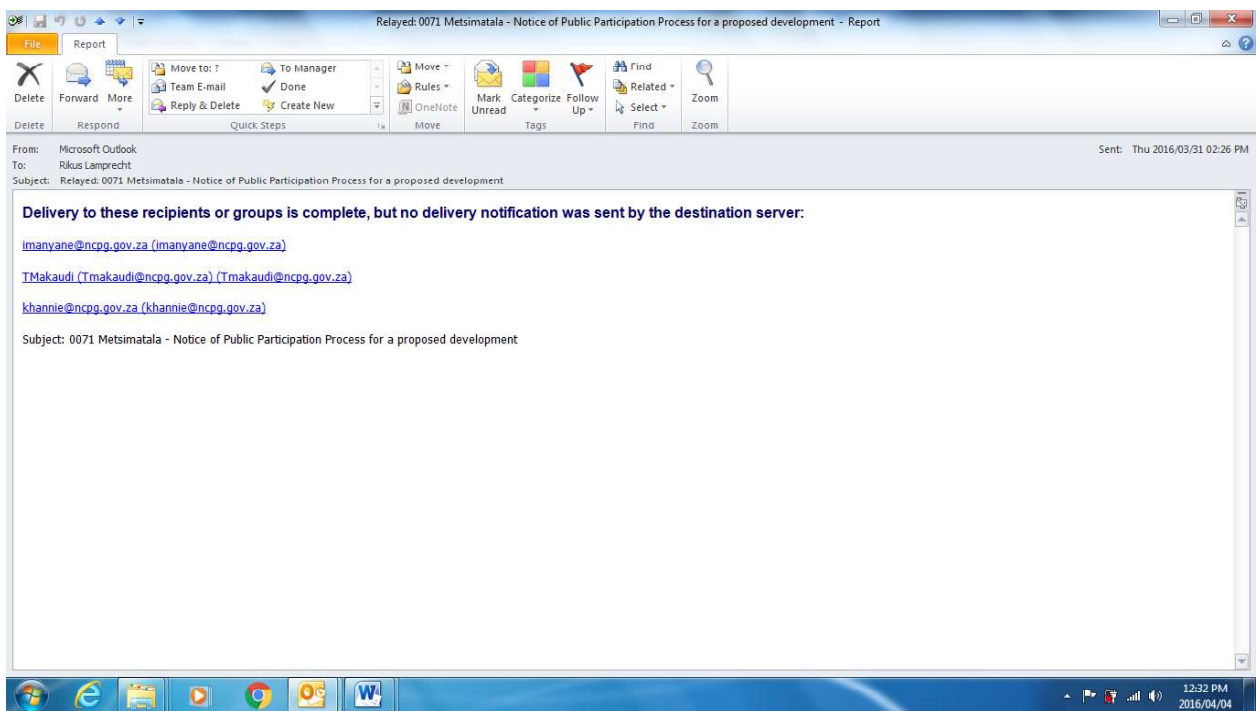 Relayed: 0071 Metsimatala - Notice of Public Participation Process for a proposed development - Report
File Report
Delete
Forward
More
Move to: ?
To Manager
Team E-mail
Done
Reply & Delete
Create New
Move
Rules
OneNote
Mark Unread
Categorize
Follow Up
Find
Related
Select
Zoom
Delete Respond Quick Steps Move Tags Find Zoom
From: Microsoft Outlook Sent: Thu 2016/03/31 02:26 PM
To: Rikus Lamprecht
Subject: Relayed: 0071 Metsimatala - Notice of Public Participation Process for a proposed development
Delivery to these recipients or groups is complete, but no delivery notification was sent by the destination server:
imanyane@ncpg.gov.za (imanyane@ncpg.gov.za)
TMakaudi (Tmakaudi@ncpg.gov.za) (Tmakaudi@ncpg.gov.za)
khannie@ncpg.gov.za (khannie@ncpg.gov.za)
Subject: 0071 Metsimatala - Notice of Public Participation Process for a proposed development
12:32 PM
2016/04/04